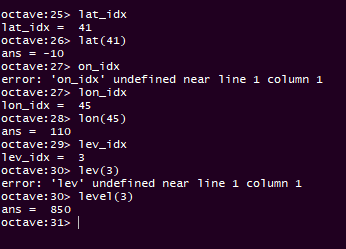 octave:25> lat_idx
lat_idx =  41
octave:26> lat(41)
ans = -10
octave:27> on_idx
error: 'on_idx' undefined near line 1 column 1
octave:27> lon_idx
lon_idx =  45
octave:28> lon(45)
ans =  110
octave:29> lev_idx
lev_idx =  3
octave:30> lev(3)
error: 'lev' undefined near line 1 column 1
octave:30> level(3)
ans =  850
octave:31>